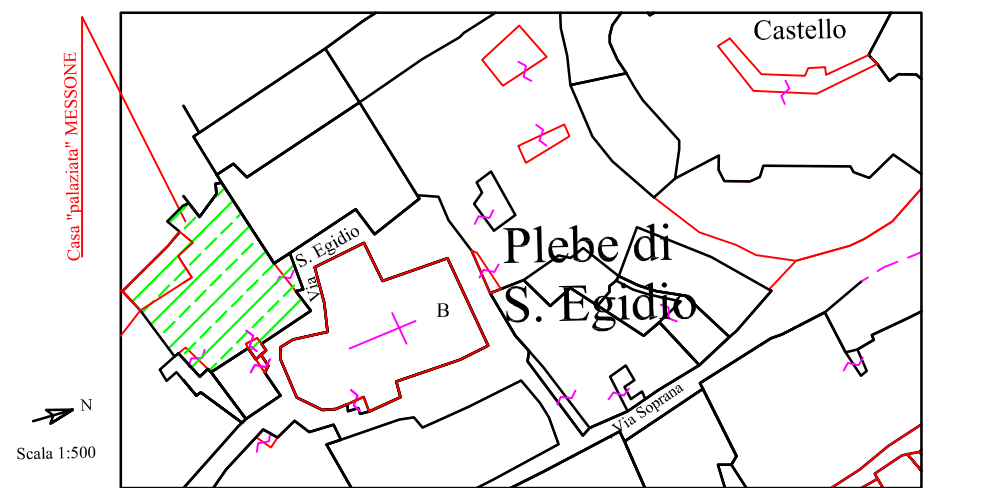 Castello
Casa "palaziata" MESSONE
Plebe di
S. Egidio
Via S. Egidio
B
Via Soprana
N
Scala 1:500